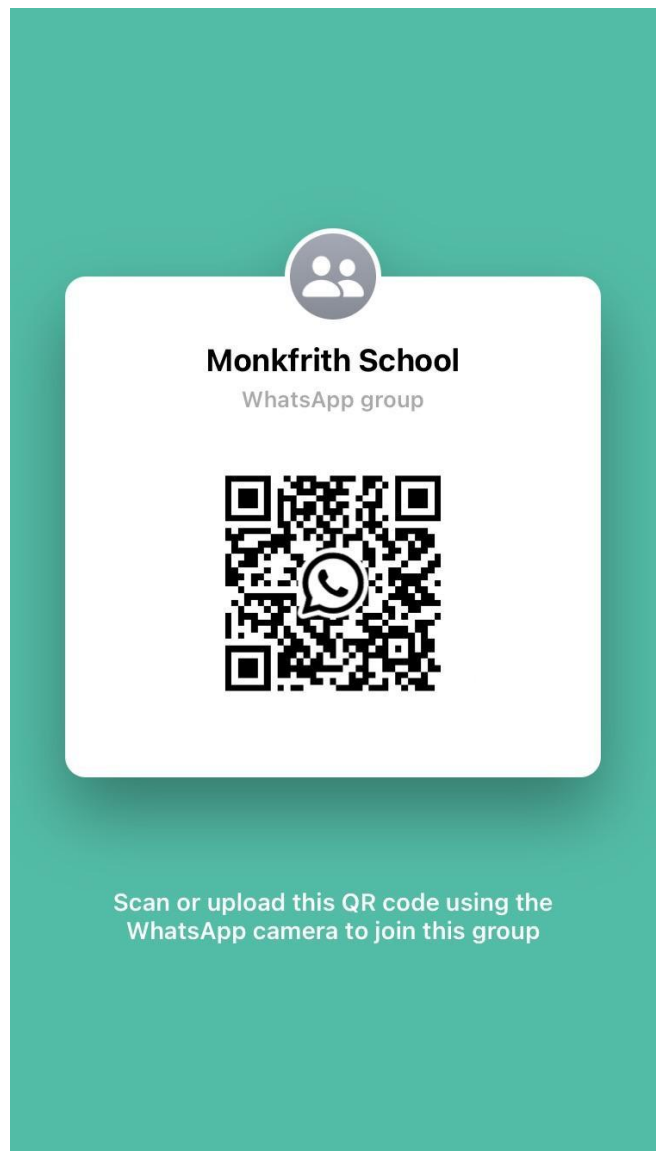 Monkfrith School
WhatsApp group
Scan or upload this QR code using the
WhatsApp camera to join this group